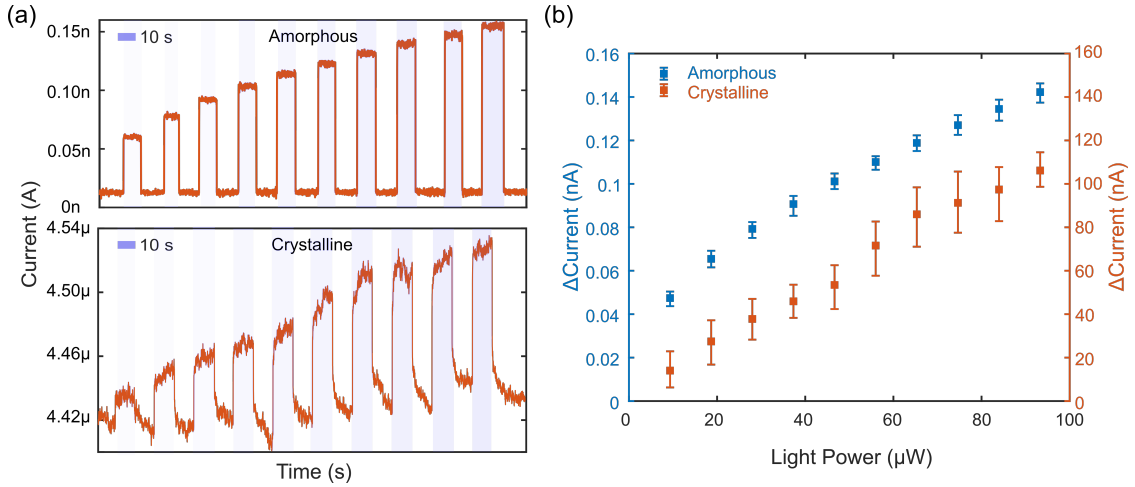 (a)
0.15n
0.10n
0.05n
0n
10 s
Amorphous
Current (A)
4.54µ
4.50µ
4.46µ
4.42µ
10 s
Crystalline
Time (s)
(b)
0.16
0.14
0.12
0.1
0.08
0.06
0.04
0.02
0
ΔCurrent (nA)
Amorphous
Crystalline
160
140
120
100
80
60
40
20
0
ΔCurrent (nA)
0 20 40 60 80 100
Light Power (µW)